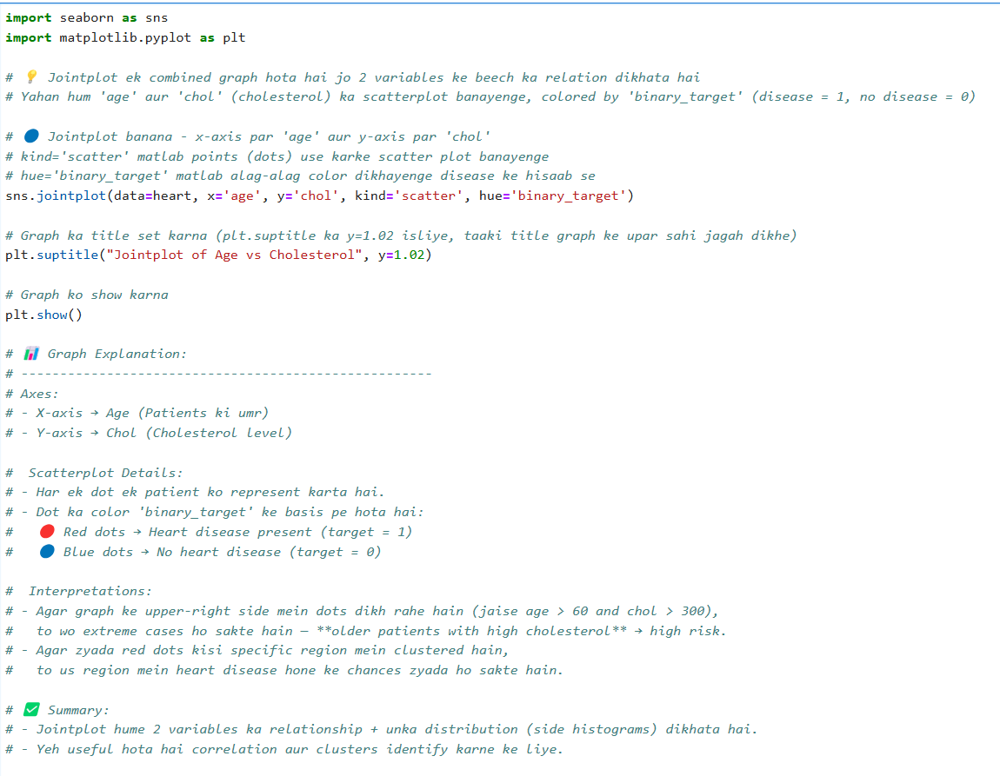 import seaborn as sns
import matplotlib.pyplot as plt
# 💡 Jointplot ek combined graph hota hai jo 2 variables ke beech ka relation dikhata hai
# Yahan hum 'age' aur 'chol' (cholesterol) ka scatterplot banayenge, colored by 'binary_target' (disease = 1, no disease = 0)
# 🔵 Jointplot banana - x-axis par 'age' aur y-axis par 'chol'
# kind='scatter' matlab points (dots) use karke scatter plot banayenge
# hue='binary_target' matlab alag-alag color dikhayenge disease ke hisaab se
sns.jointplot(data=heart, x='age', y='chol', kind='scatter', hue='binary_target')
# Graph ka title set karna (plt.suptitle ka y=1.02 isliye, taaki title graph ke upar sahi jagah dikhe)
plt.suptitle("Jointplot of Age vs Cholesterol", y=1.02)
# Graph ko show karna
plt.show()
# 📊 Graph Explanation:
# -----------------------------------------------------
# Axes:
# - X-axis → Age (Patients ki umr)
# - Y-axis → Chol (Cholesterol level)
#  Scatterplot Details:
# - Har ek dot ek patient ko represent karta hai.
# - Dot ka color 'binary_target' ke basis pe hota hai:
#   🔴 Red dots → Heart disease present (target = 1)
#   🔵 Blue dots → No heart disease (target = 0)
#  Interpretations:
# - Agar graph ke upper-right side mein dots dikh rahe hain (jaise age > 60 and chol > 300),
#   to wo extreme cases ho sakte hain — **older patients with high cholesterol** → high risk.
# - Agar zyada red dots kisi specific region mein clustered hain,
#   to us region mein heart disease hone ke chances zyada ho sakte hain.
# ✅ Summary:
# - Jointplot hume 2 variables ka relationship + unka distribution (side histograms) dikhata hai.
# - Yeh useful hota hai correlation aur clusters identify karne ke liye.